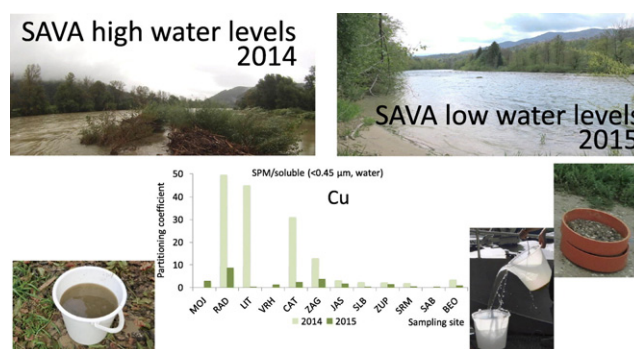 SAVA high water levels
2014
SAVA low water levels
2015
SPM/soluble (<0.45 µm, water)
Cu
Partitioning coefficient
50
40
30
20
10
0
MOJ RAD LIT VRH CAT ZAG JAS SLB ZUP SRM SAB BEO
Sampling site
2014 2015